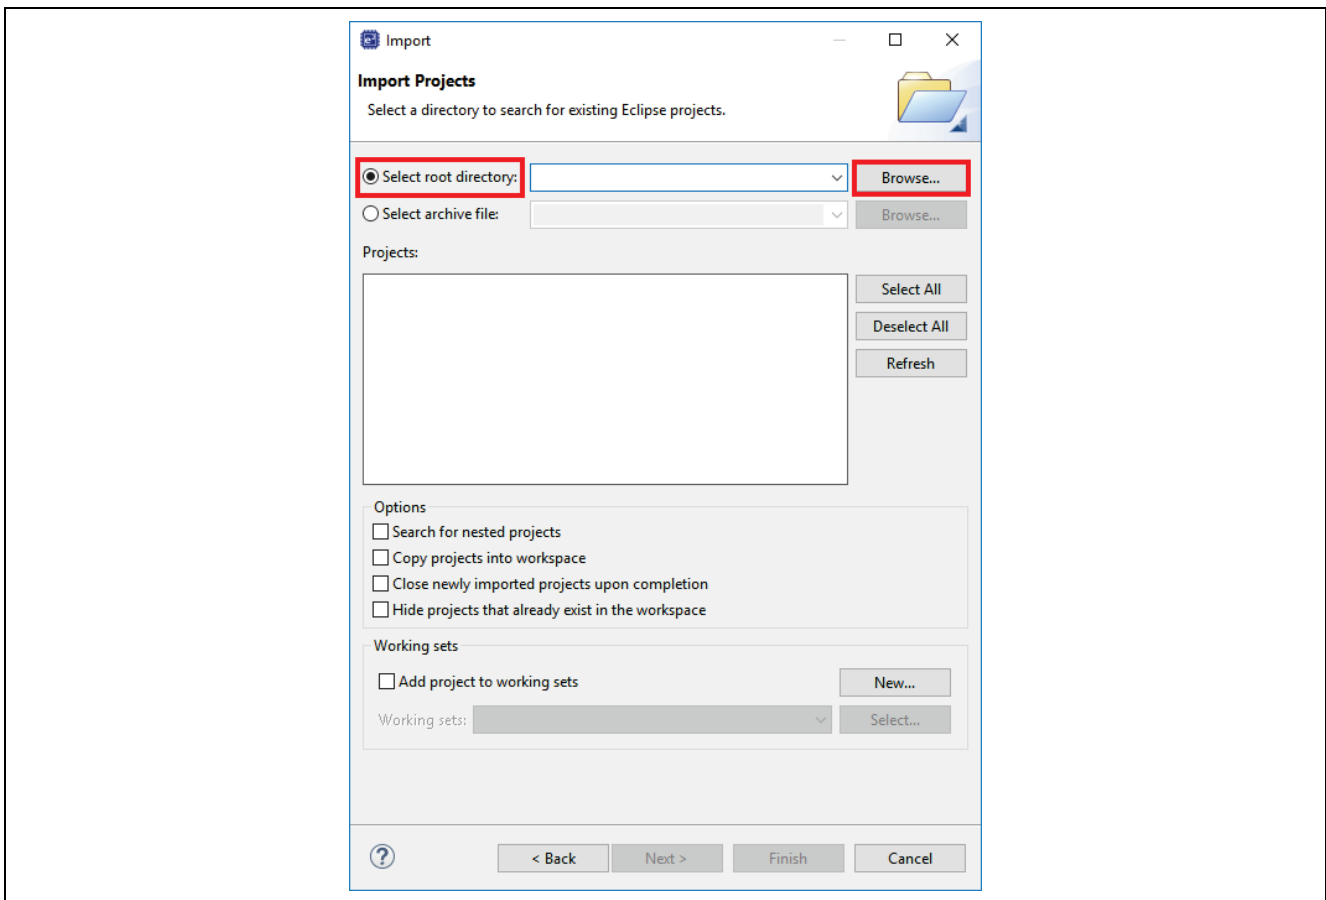 Import
Import Projects
Select a directory to search for existing Eclipse projects.
Select root directory: Browse...
Select archive file: Browse...
Projects:
Select All
Deselect All
Refresh
Options
Search for nested projects
Copy projects into workspace
Close newly imported projects upon completion
Hide projects that already exist in the workspace
Working sets
Add project to working sets New...
Working sets: Select...
? < Back Next > Finish Cancel